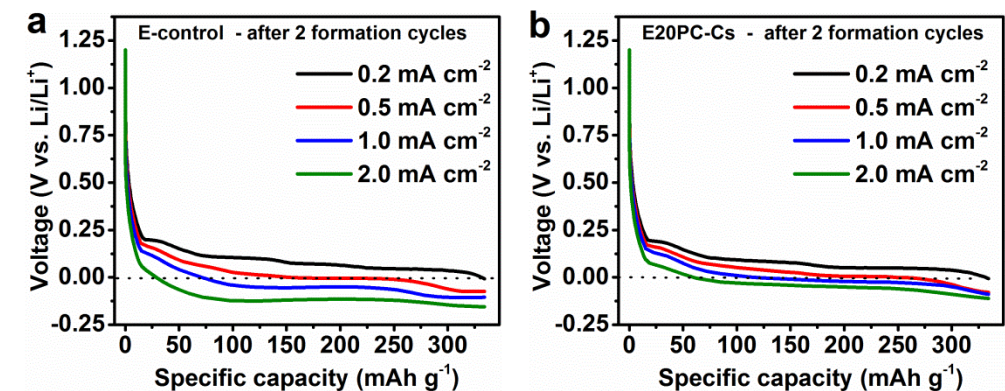 a
E-control - after 2 formation cycles
0.2 mA cm-2
0.5 mA cm-2
1.0 mA cm-2
2.0 mA cm-2
Voltage (V vs. Li/Li+)
1.25
1.00
0.75
0.50
0.25
0.00
-0.25
0 50 100 150 200 250 300
Specific capacity (mAh g-1)
b
E20PC-Cs - after 2 formation cycles
0.2 mA cm-2
0.5 mA cm-2
1.0 mA cm-2
2.0 mA cm-2
Voltage (V vs. Li/Li+)
1.25
1.00
0.75
0.50
0.25
0.00
-0.25
0 50 100 150 200 250 300
Specific capacity (mAh g-1)